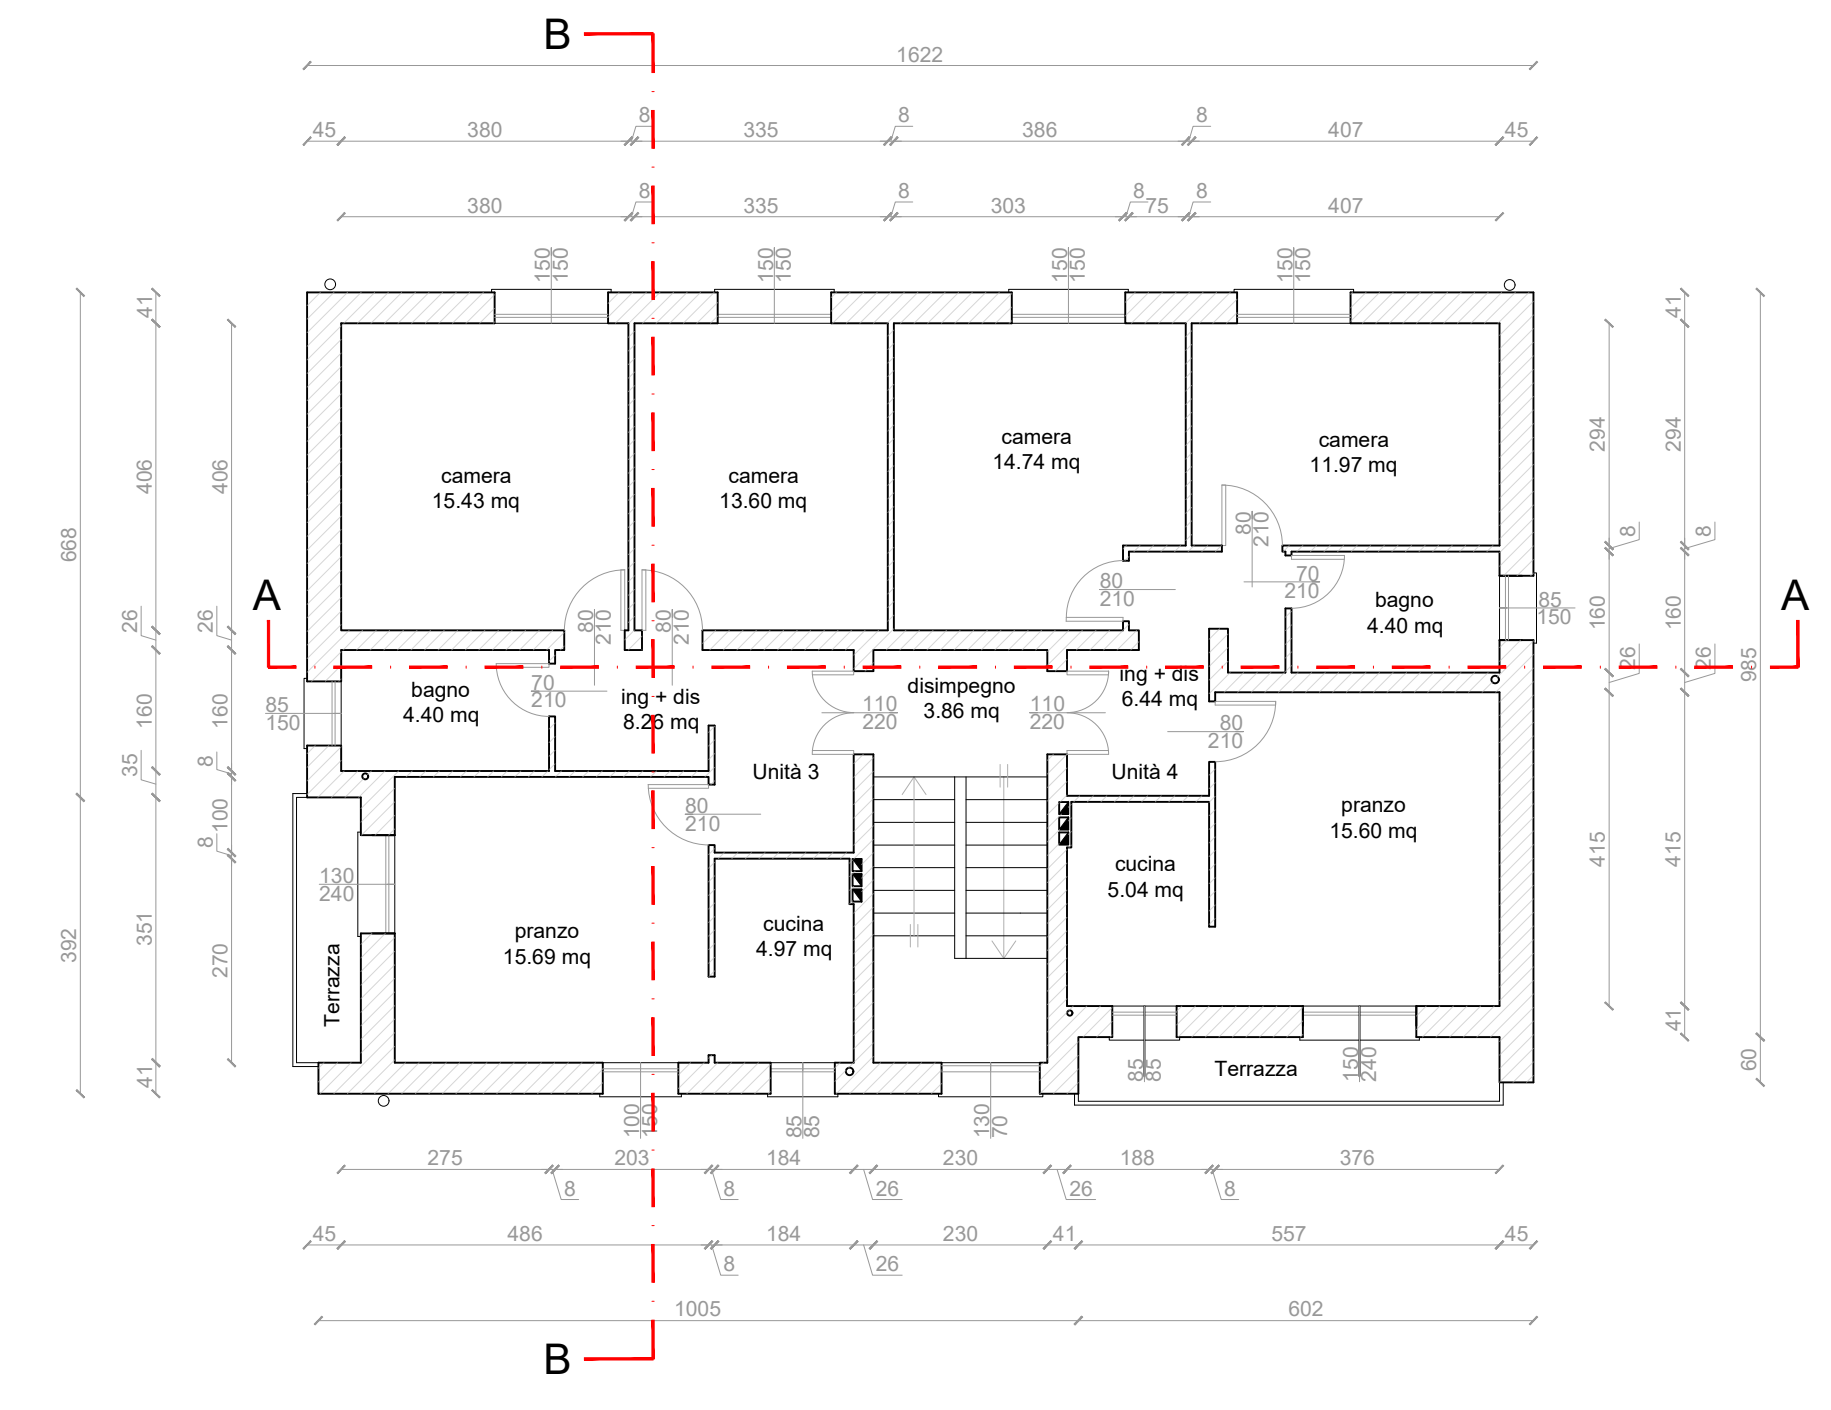 B
1622
45 380 8 335 8 386 8 407 45
380 8 335 8 303 8 75 8 407
150 150 150 150 150 150 150 150
41 41
406 406 camera 15.43 mq
camera 13.60 mq
camera 14.74 mq
camera 11.97 mq
294 294
668
80 210
70 210
8 8
A A
26 26
80 210
80 210
80 210
bagno
4.40 mq
85 150
160 160
26 26 985
bagno
4.40 mq
70 210
ing + dis
8.26 mq
disimpegno
3.86 mq
ing + dis
6.44 mq
85 150
160 160
110 220
110 220
80 210
35 8
Unità 3
Unità 4
100
8
80 210
pranzo
15.60 mq
415 415
130 240
cucina
5.04 mq
392 351 270
pranzo
15.69 mq
cucina
4.97 mq
Terrazza
41
41
60
100 150
85 85
130 70
85 85
150 240
Terrazza
275 203 184 230 188 376
8 8 26 26 8
45 486 184 230 41 557 45
8 26
1005 602
B